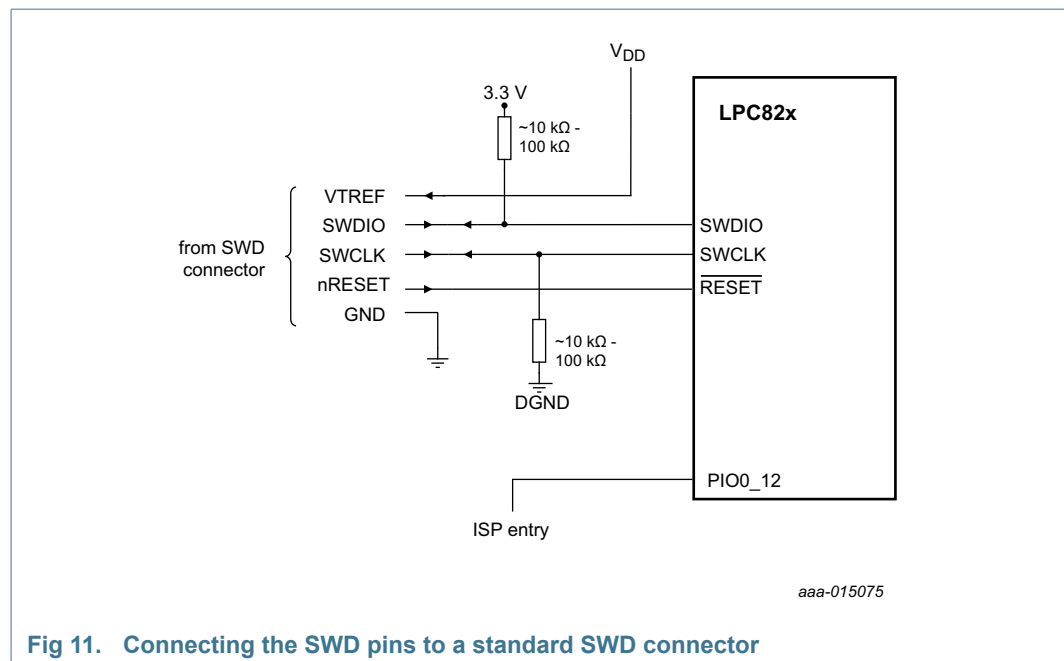 V_DD
3.3 V
LPC82x
~10 kΩ -
100 kΩ
VTREF
SWDIO
SWDIO
from SWD
connector
SWCLK
SWCLK
nRESET
RESET
GND
~10 kΩ -
100 kΩ
DGND
PIO0_12
ISP entry
aaa-015075
Fig 11. Connecting the SWD pins to a standard SWD connector